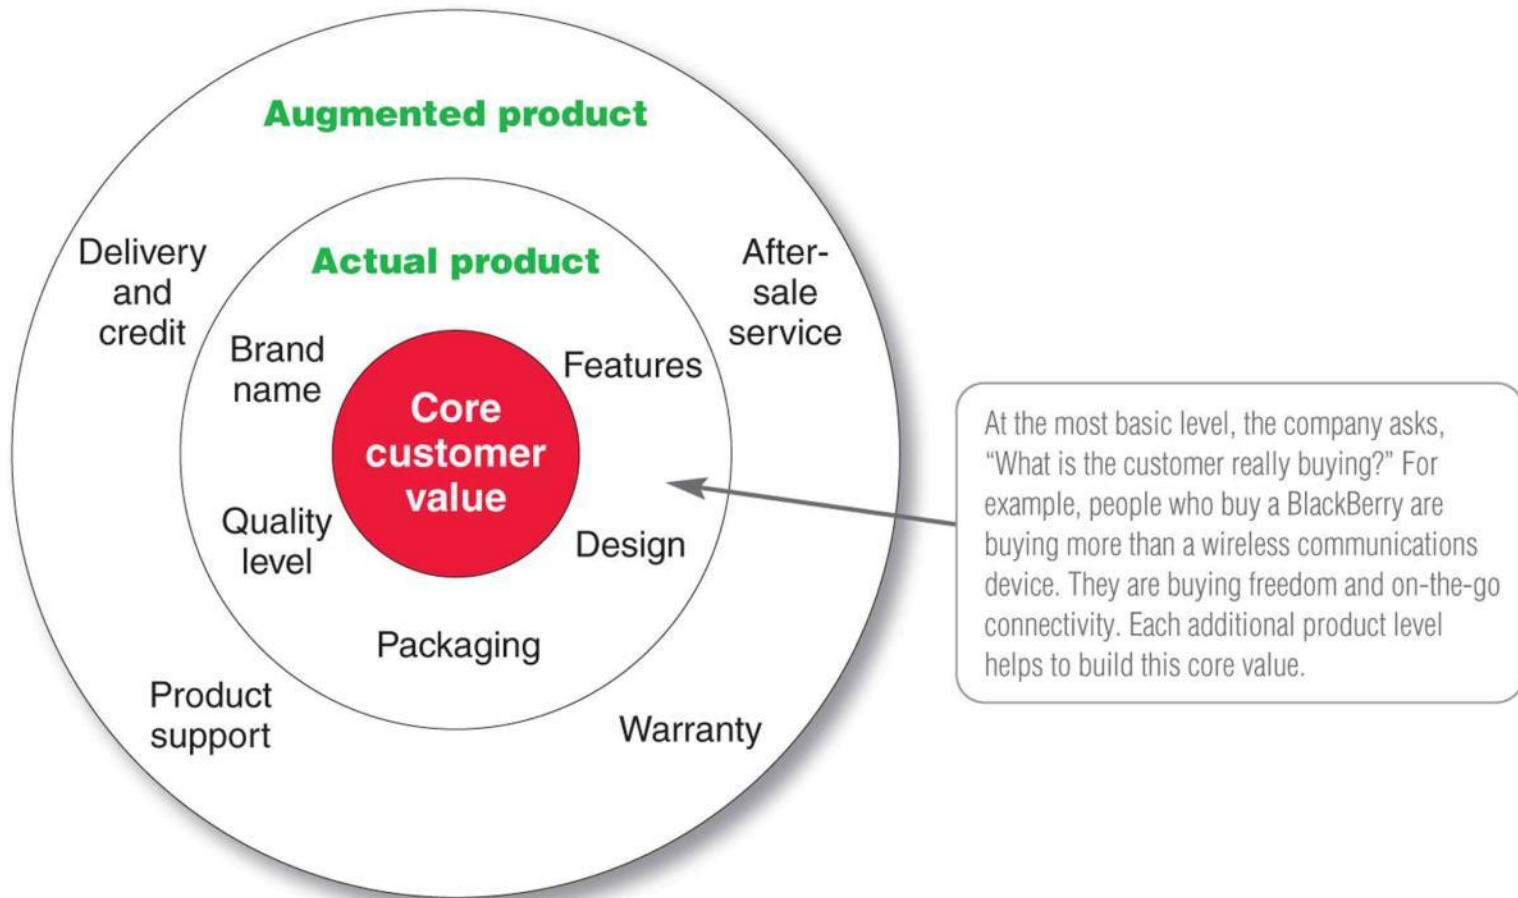 Augmented product
Delivery
and
credit
After-
sale
service
Actual product
Brand
name
Features
Core
customer
value
Quality
level
Design
Packaging
Product
support
Warranty
At the most basic level, the company asks,
“What is the customer really buying?” For
example, people who buy a BlackBerry are
buying more than a wireless communications
device. They are buying freedom and on-the-go
connectivity. Each additional product level
helps to build this core value.